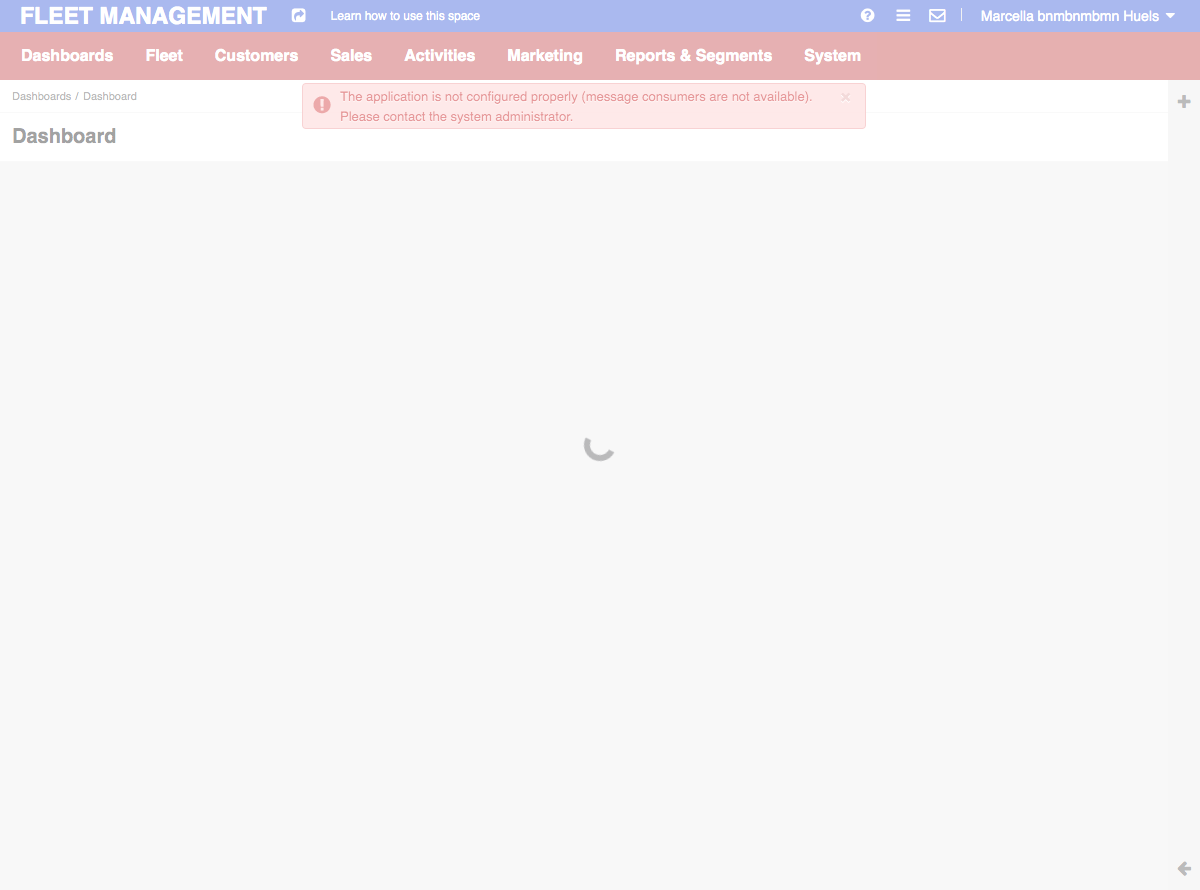 FLEET MANAGEMENT
Learn how to use this space
Marcella bnmbnmbmn Huels
Dashboards
Fleet
Customers
Sales
Activities
Marketing
Reports & Segments
System
Dashboards / Dashboard
The application is not configured properly (message consumers are not available).
Please contact the system administrator.
×
Dashboard